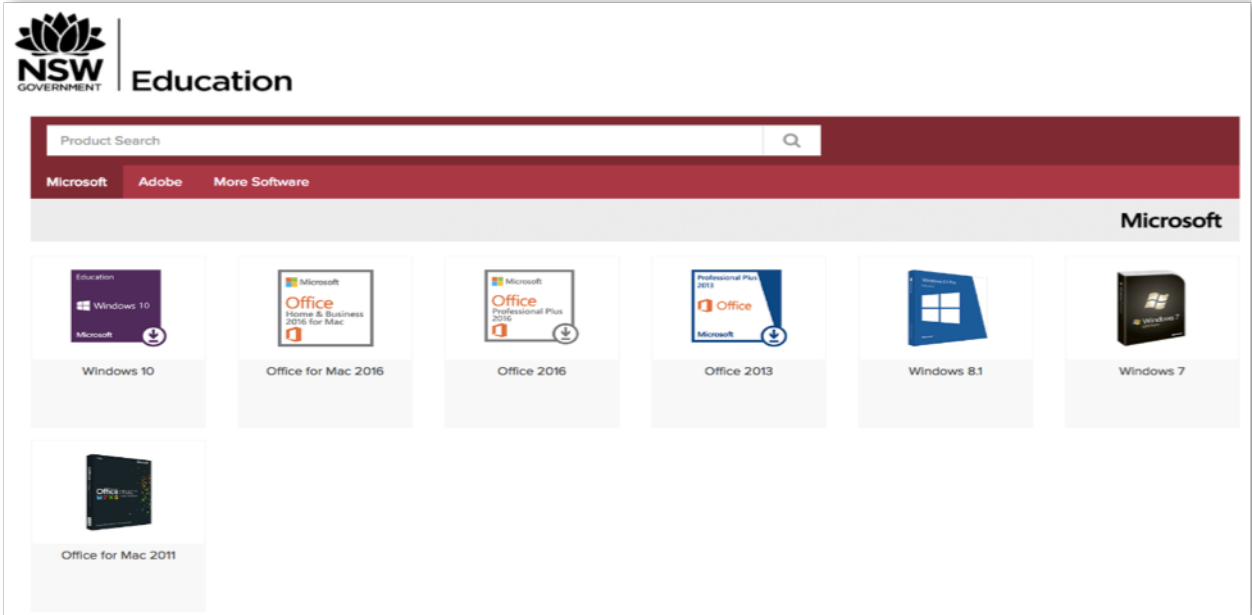 NSW
GOVERNMENT
Education
Product Search
Microsoft Adobe More Software
Microsoft
Education
Windows 10
Microsoft
Microsoft
Office
Home & Business
2016 for Mac
Microsoft
Office
Professional Plus
2016
Professional Plus
2013
Office
Microsoft
Windows 7
Office
Windows 10
Office for Mac 2016
Office 2016
Office 2013
Windows 8.1
Windows 7
Office for Mac 2011